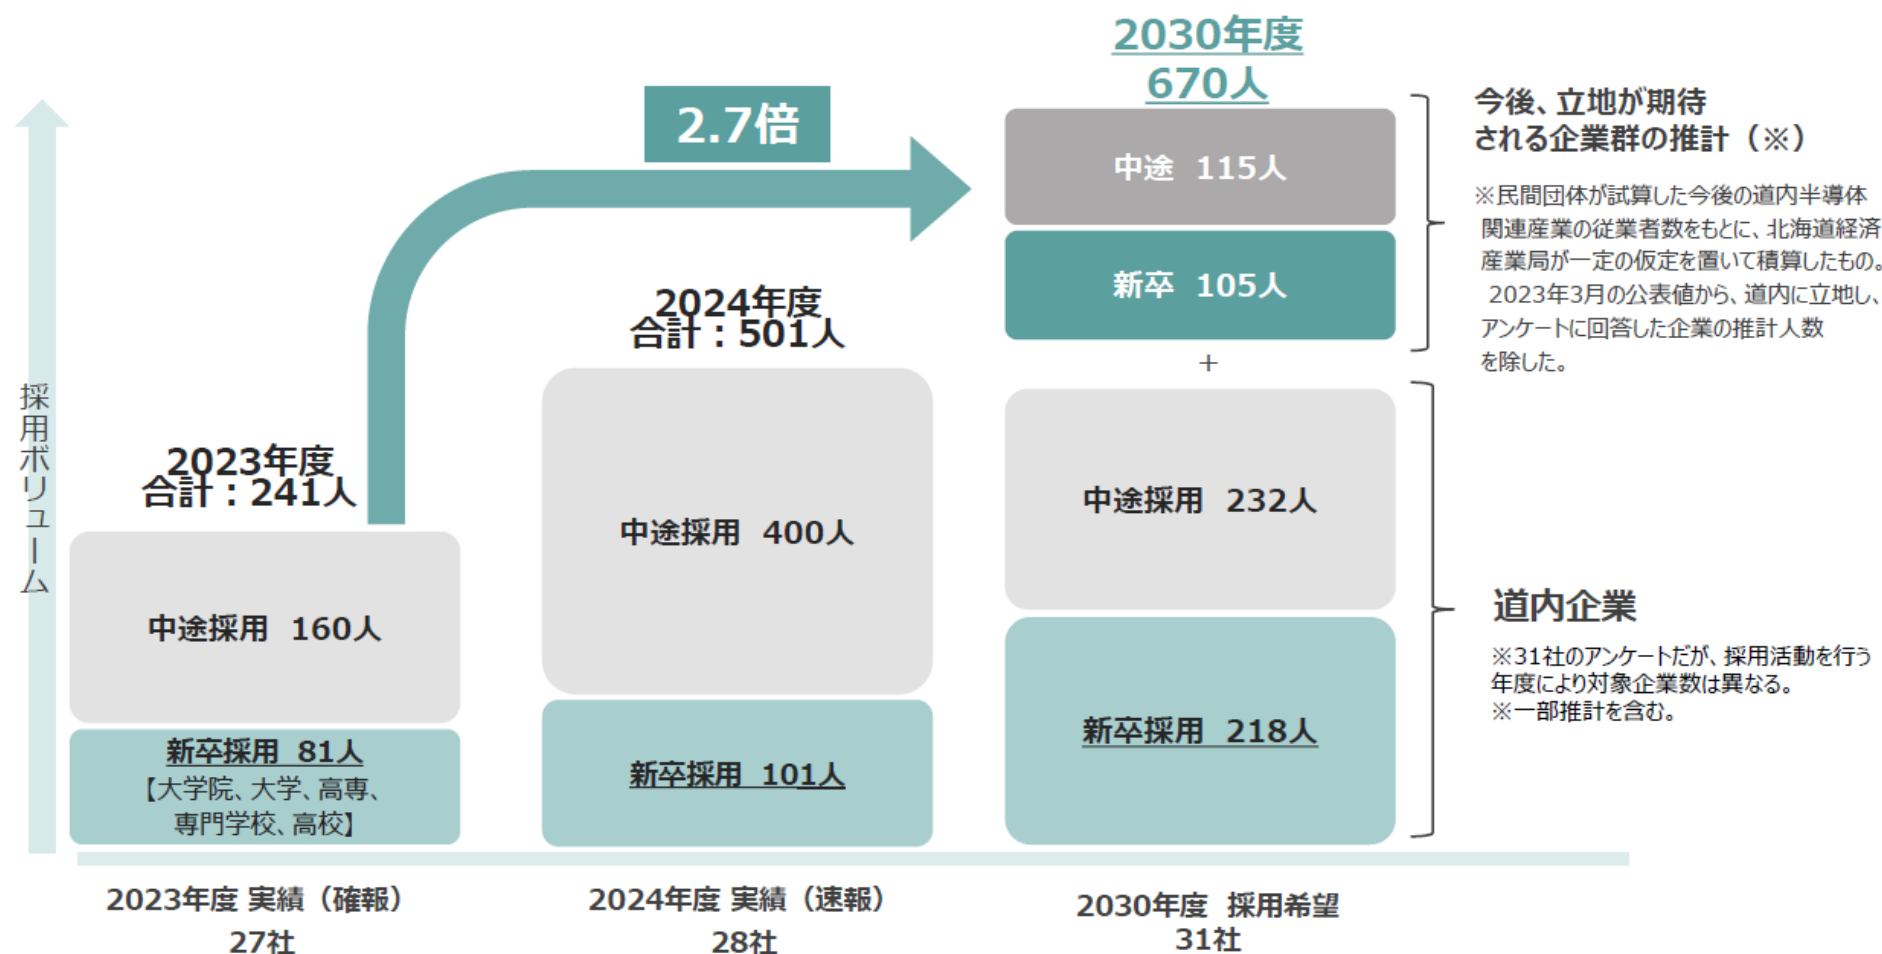 2030年度
670人
2.7倍
今後、立地が期待
される企業群の推計（※）
中途 115人
※民間団体が試算した今後の道内半導体
関連産業の従業者数をもとに、北海道経済
産業局が一定の仮定を置いて積算したもの。
2023年3月の公表値から、道内に立地し、
アンケートに回答した企業の推計人数
を除した。
新卒 105人
+
2024年度
合計：501人
採用ボリューム
2023年度
合計：241人
中途採用 160人
中途採用 400人
中途採用 232人
道内企業
※31社のアンケートだが、採用活動を行う
年度により対象企業数は異なる。
※一部推計を含む。
新卒採用 81人
【大学院、大学、高専、
専門学校、高校】
新卒採用 101人
新卒採用 218人
2023年度 実績（確報）
27社
2024年度 実績（速報）
28社
2030年度 採用希望
31社